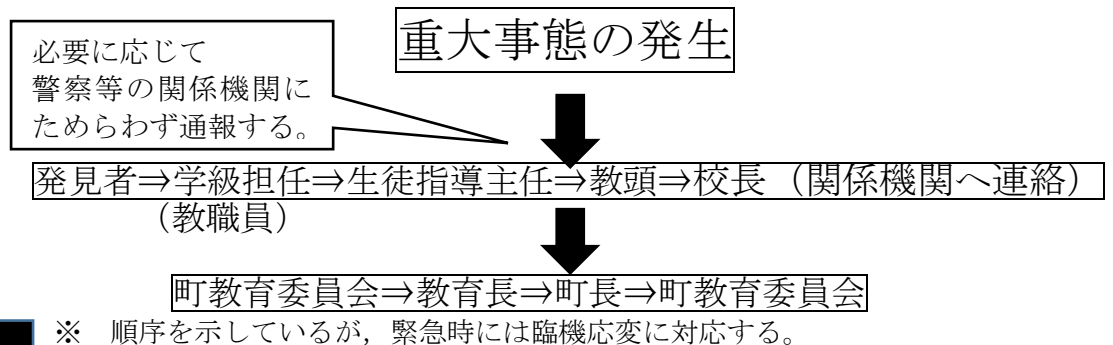 重大事態の発生
必要に応じて
警察等の関係機関に
ためらわず通報する。
発見者⇒学級担任⇒生徒指導主任⇒教頭⇒校長（関係機関へ連絡）
（教職員）
町教育委員会⇒教育長⇒町長⇒町教育委員会
※　順序を示しているが，緊急時には臨機応変に対応する。